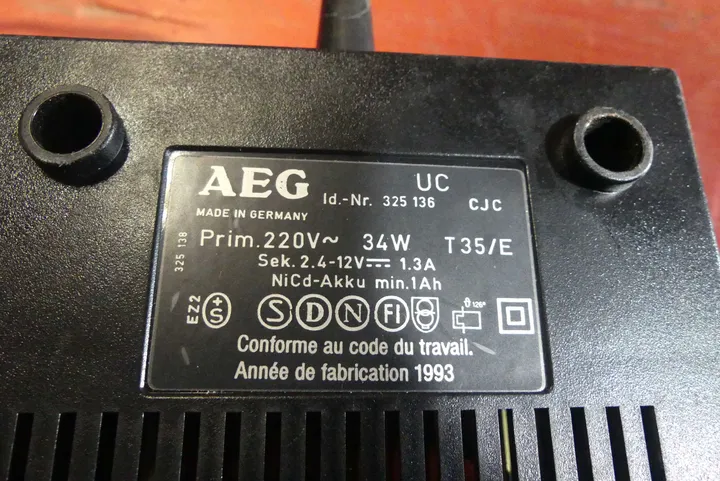 AEG UC
Id.-Nr. 325 136 CJC
MADE IN GERMANY
Prim.220V~ 34W T35/E
Sek. 2.4-12V⎓ 1.3A
NiCd-Akku min.1Ah
325 138
EZ2 +S S D N FI 126°
Conforme au code du travail.
Année de fabrication 1993